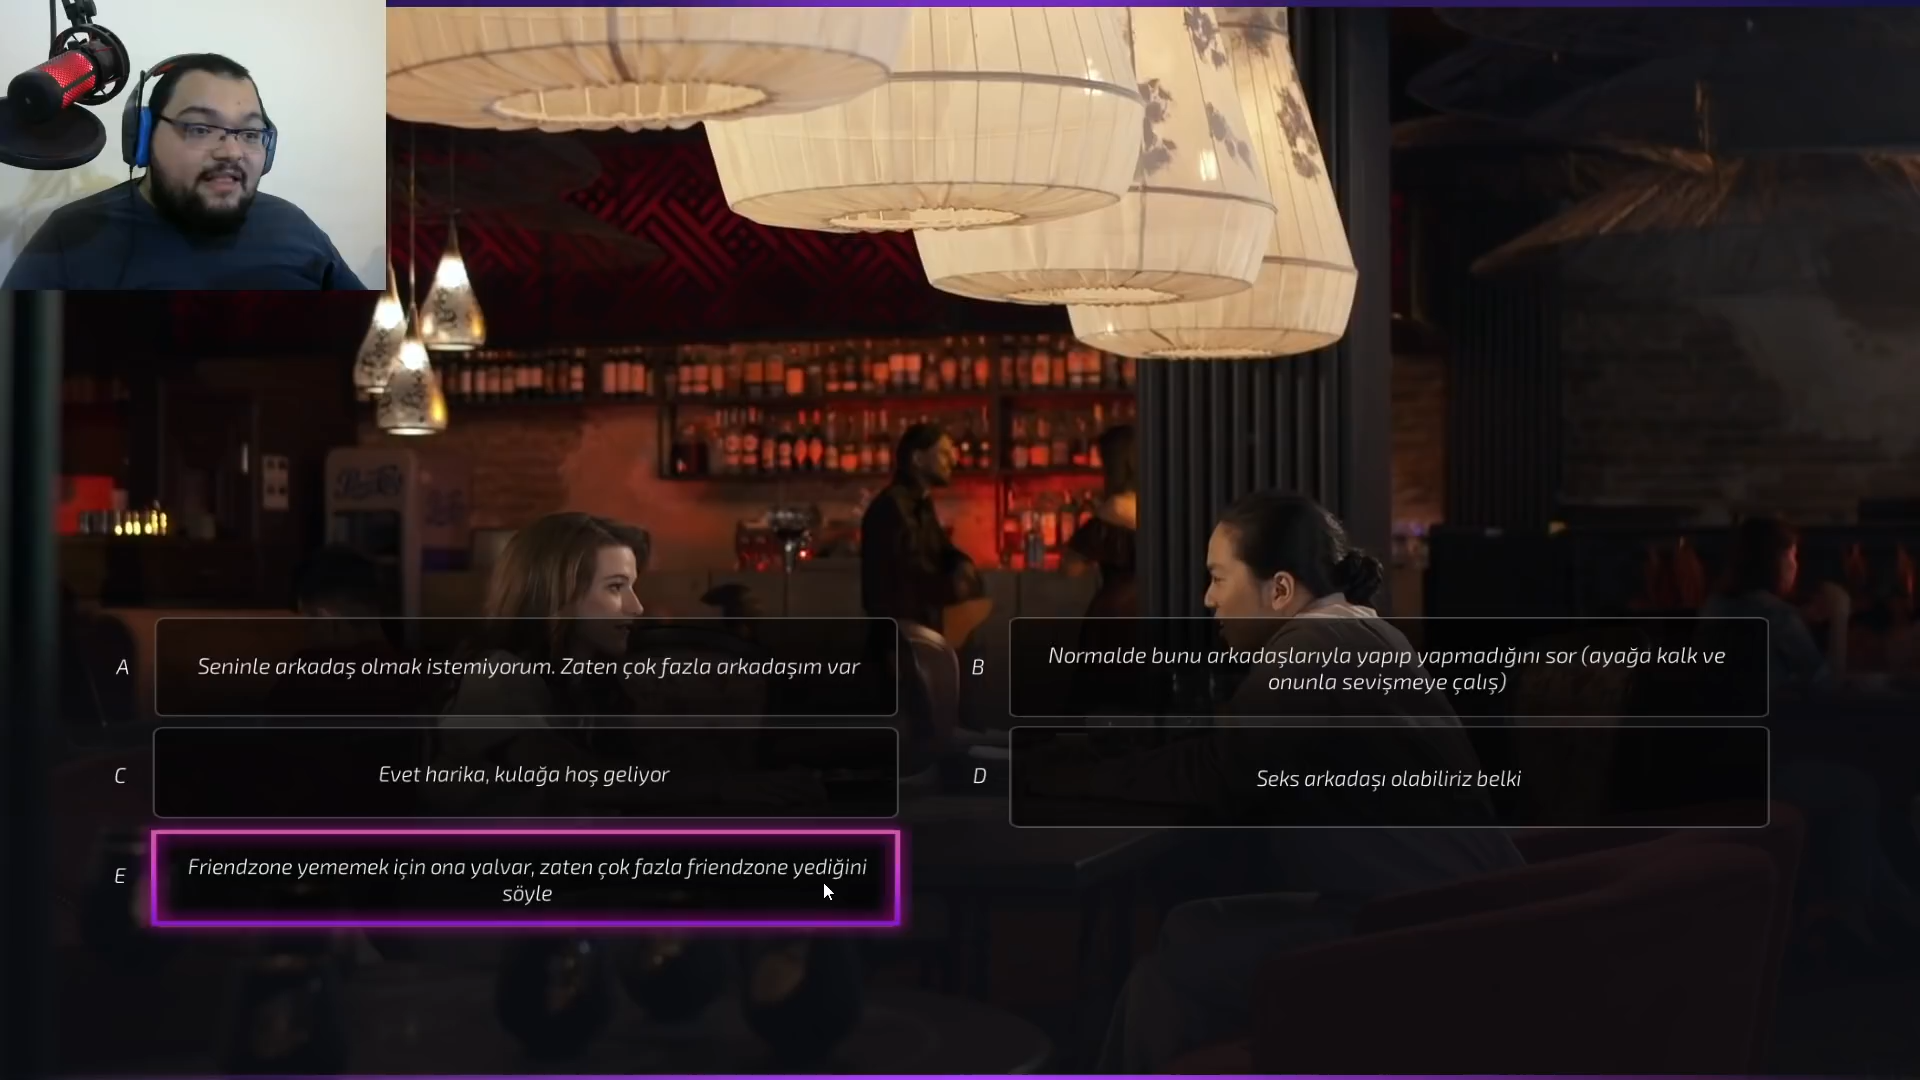 A
Seninle arkadaş olmak istemiyorum. Zaten çok fazla arkadaşım var
B
Normalde bunu arkadaşlarıyla yapıp yapmadığını sor (ayağa kalk ve
onunla sevişmeye çalış)
C
Evet harika, kulağa hoş geliyor
D
Seks arkadaşı olabiliriz belki
E
Friendzone yememek için ona yalvar, zaten çok fazla friendzone yediğini
söyle